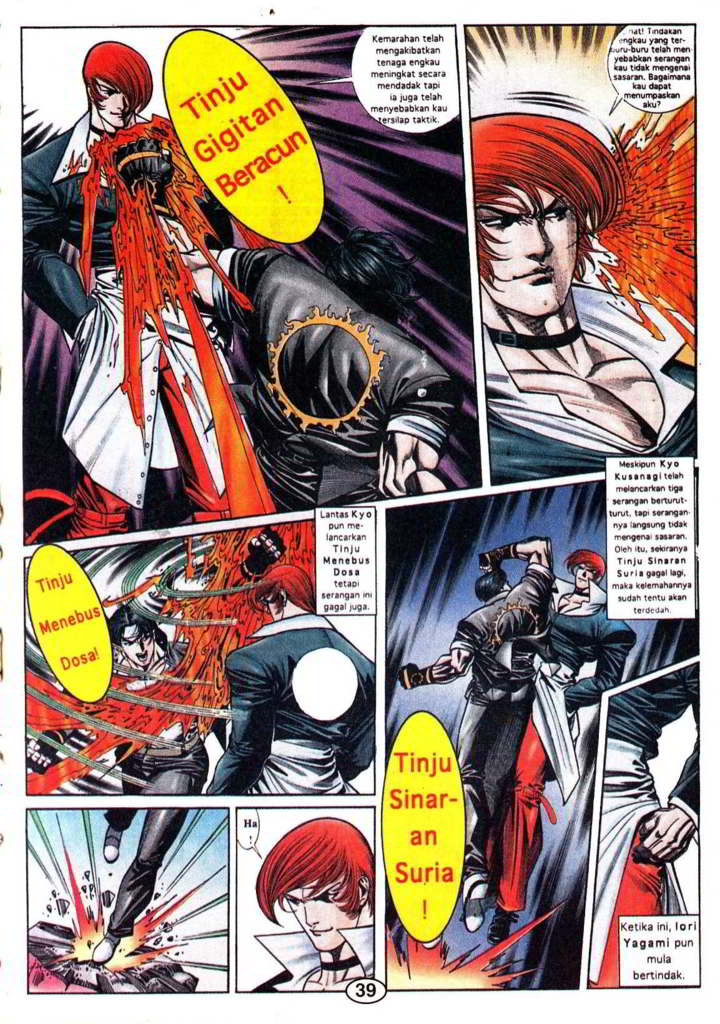 Tinju
Gigitan
Beracun
!
Kemarahan telah
mengakibatkan
tenaga engkau
meningkat secara
mendadak tapi
ia juga telah
menyebabkan kau
tersilap taktik.
Tindakan
engkau yang ter-
buru-buru telah men-
yebabkan serangan
kau tidak mengenai
sasaran. Bagaimana
kau dapat
menumpaskan
aku?
Lantas Kyo
pun me-
lancarkan
Tinju
Menebus
Dosa
tetapi
serangan ini
gagal juga.
Tinju
Menebus
Dosa!
Meskipun Kyo
Kusanagi telah
melancarkan tiga
serangan berturut-
turut, tapi serangan-
nya langsung tidak
mengenai sasaran.
Oleh itu, sekiranya
Tinju Sinaran
Suria gagal lagi,
maka kelemahannya
sudah tentu akan
terdedah.
Tinju
Sinar-
an
Suria
!
Ha
!
Ketika ini, Iori
Yagami pun
mula
bertindak.
39